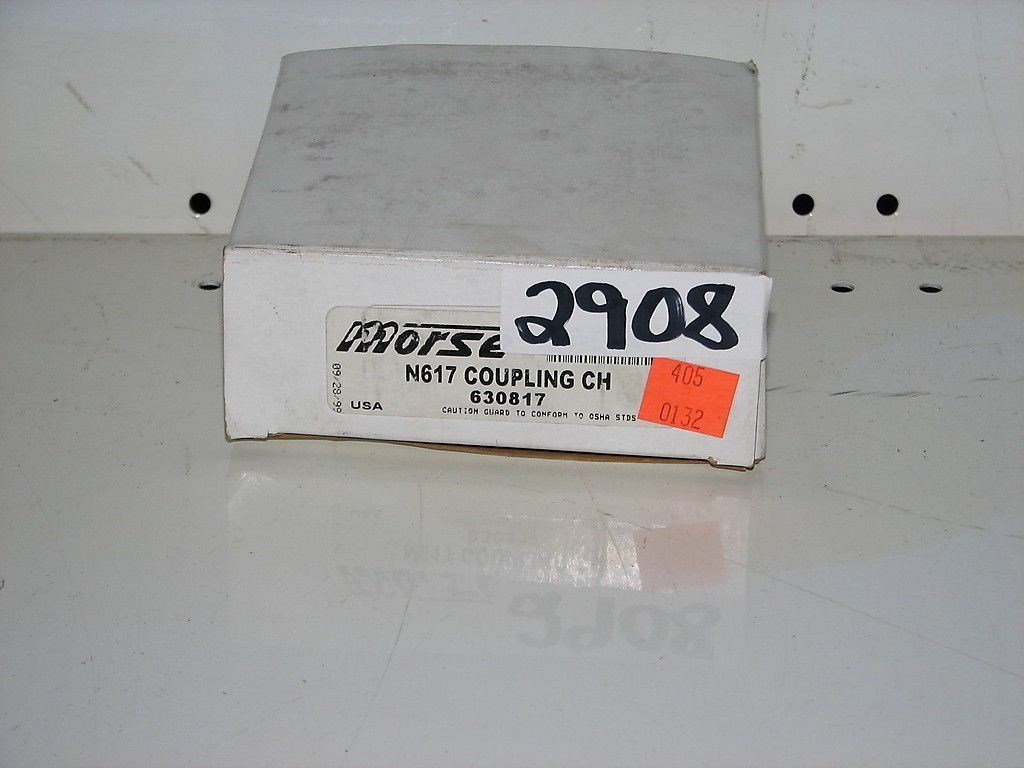 2908
Morse
N617 COUPLING CH
630817
09/28/99
USA
CAUTION GUARD TO CONFORM TO OSHA STDS
405
0132